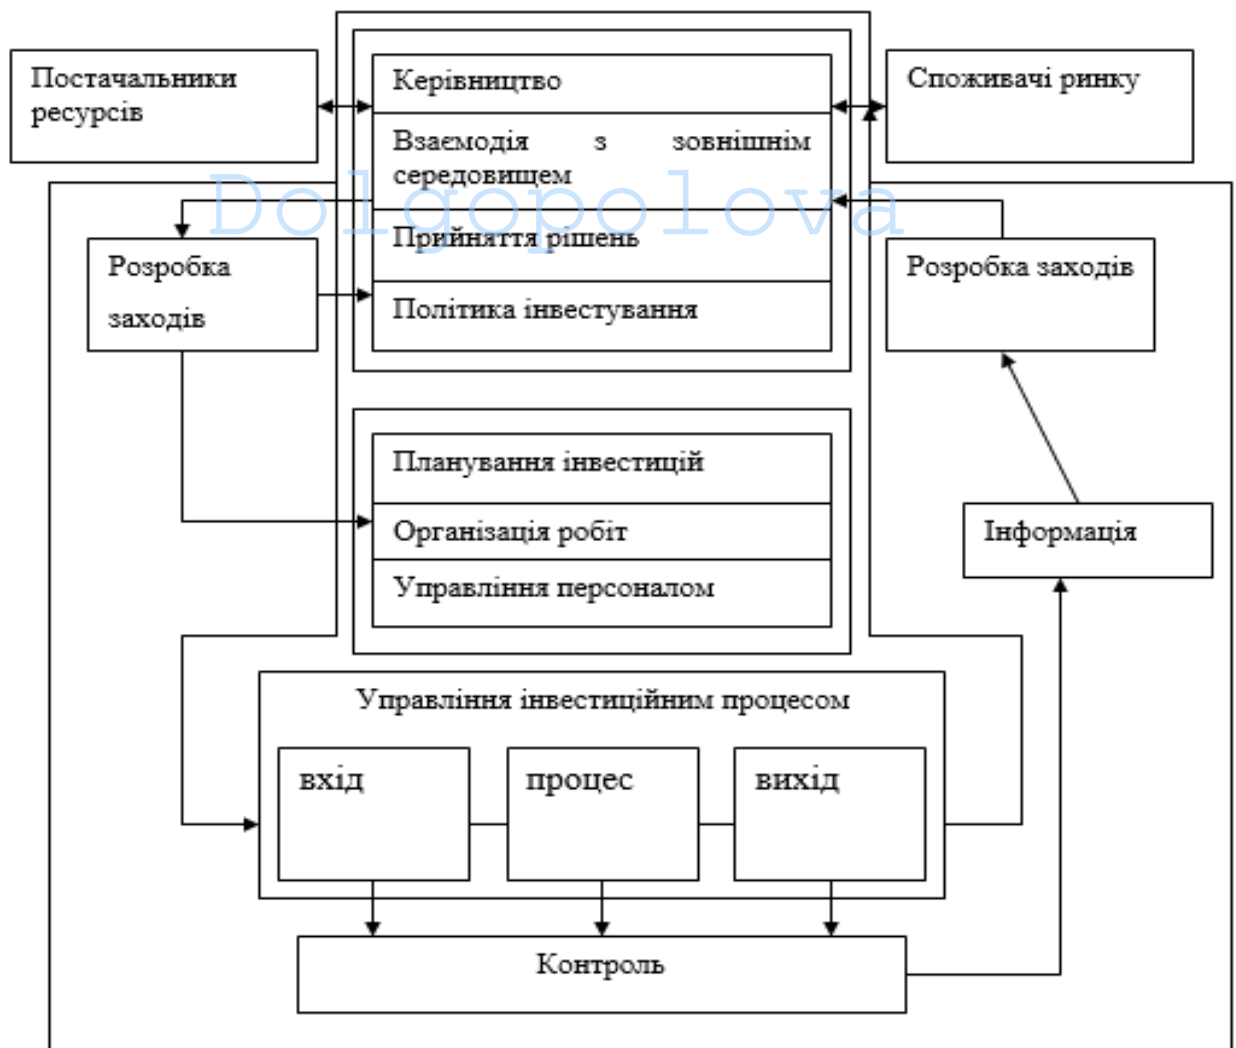 Постачальники
ресурсів
Керівництво
Споживачі ринку
Взаємодія з зовнішнім
середовищем
Dolgopolova
Прийняття рішень
Розробка
заходів
Політика інвестування
Розробка заходів
Планування інвестицій
Організація робіт
Управління персоналом
Інформація
Управління інвестиційним процесом
вхід
процес
вихід
Контроль